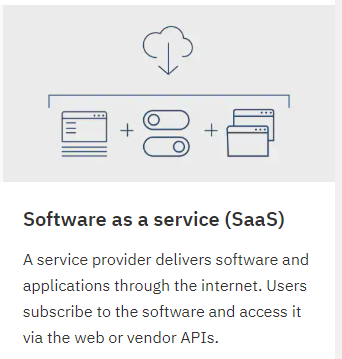 Software as a service (SaaS)
A service provider delivers software and
applications through the internet. Users
subscribe to the software and access it
via the web or vendor APIs.